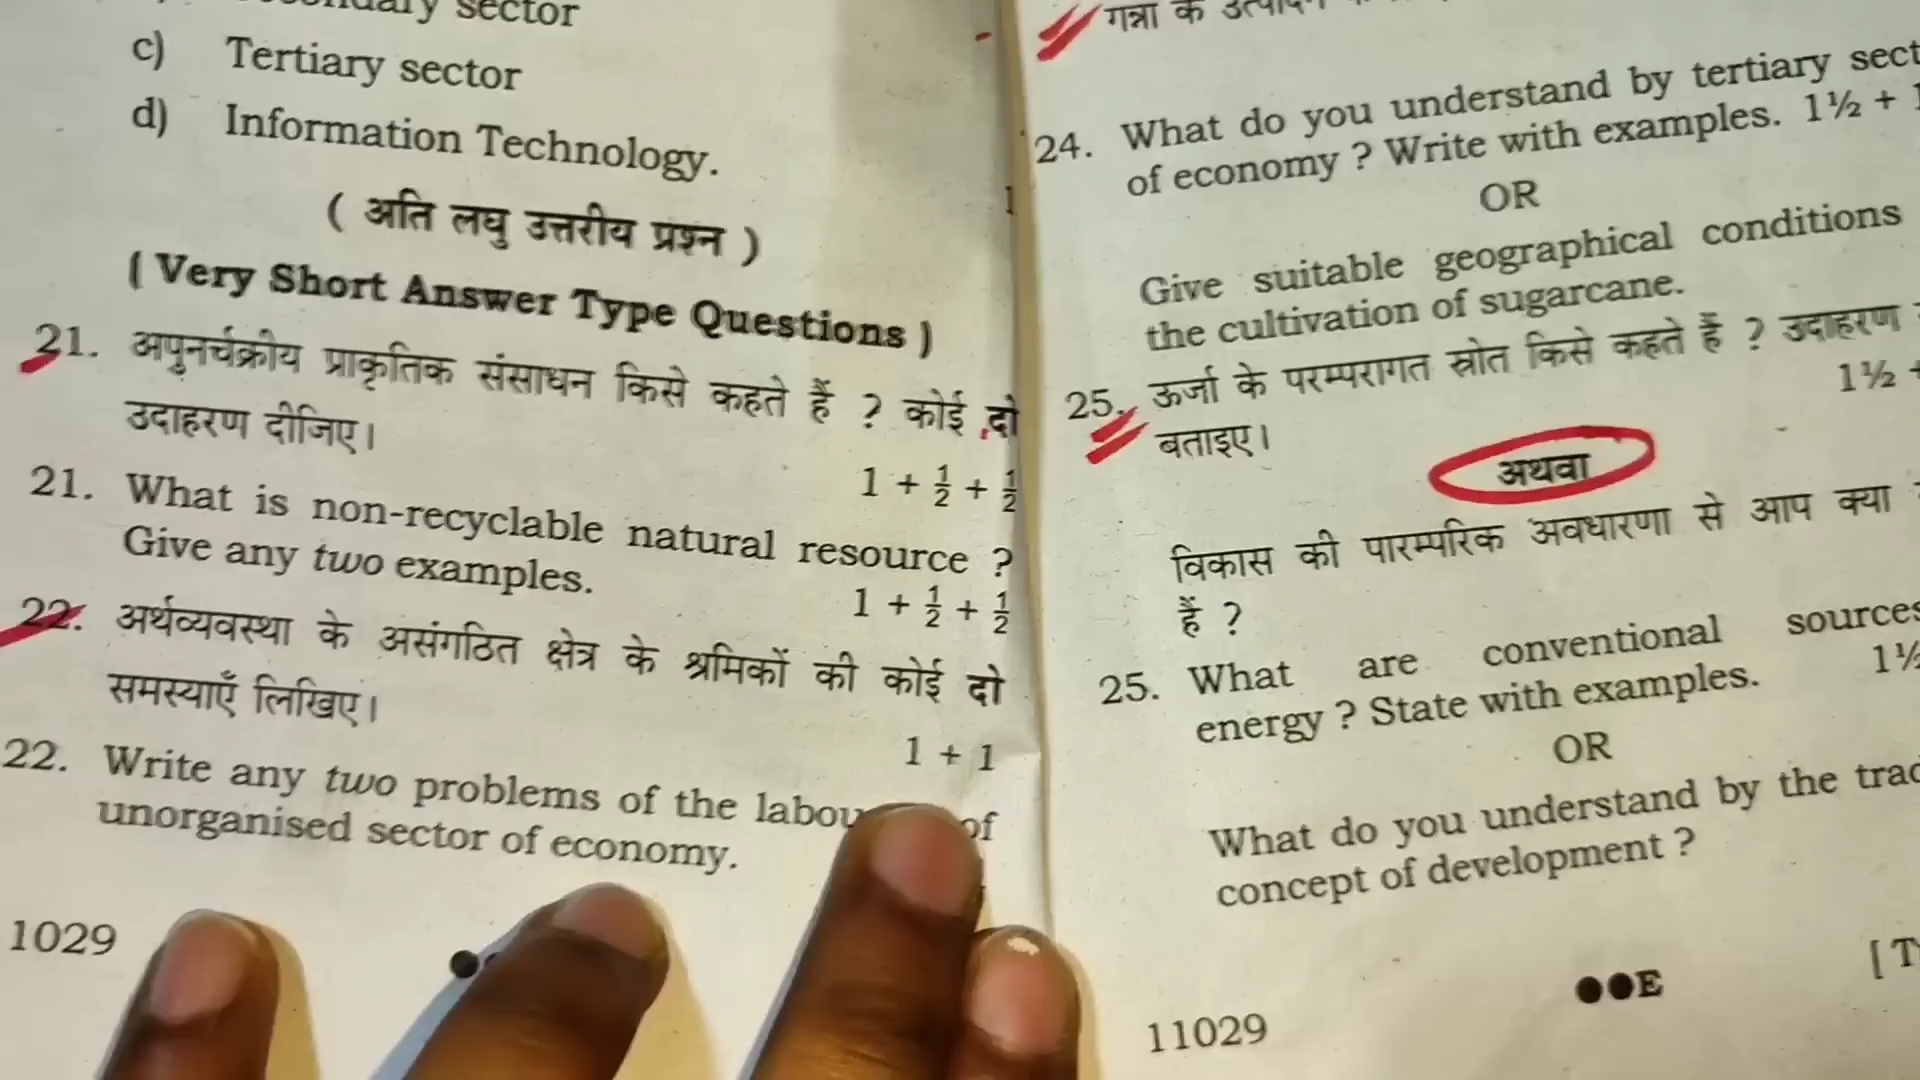 sector
c) Tertiary sector
d) Information Technology.
1
( अति लघु उत्तरीय प्रश्न )
( Very Short Answer Type Questions )
21. अपुनर्चक्रीय प्राकृतिक संसाधन किसे कहते हैं ? कोई दो
उदाहरण दीजिए।
1 + ½ + ½
21. What is non-recyclable natural resource ?
Give any two examples.
1 + ½ + ½
22. अर्थव्यवस्था के असंगठित क्षेत्र के श्रमिकों की कोई दो
समस्याएँ लिखिए।
1 + 1
22. Write any two problems of the of
unorganised sector of economy.
1029
गन्ना के
24. What do you understand by tertiary
of economy ? Write with examples. 1½ +
OR
Give suitable geographical conditions
the cultivation of sugarcane.
25. ऊर्जा के परम्परागत स्रोत किसे कहते हैं ? उदाहरण
1½ +
बताइए।
अथवा
विकास की पारम्परिक अवधारणा से आप क्या
हैं ?
25. What are conventional sources
energy ? State with examples.
OR
What do you understand by the
concept of development ?
●●E
11029